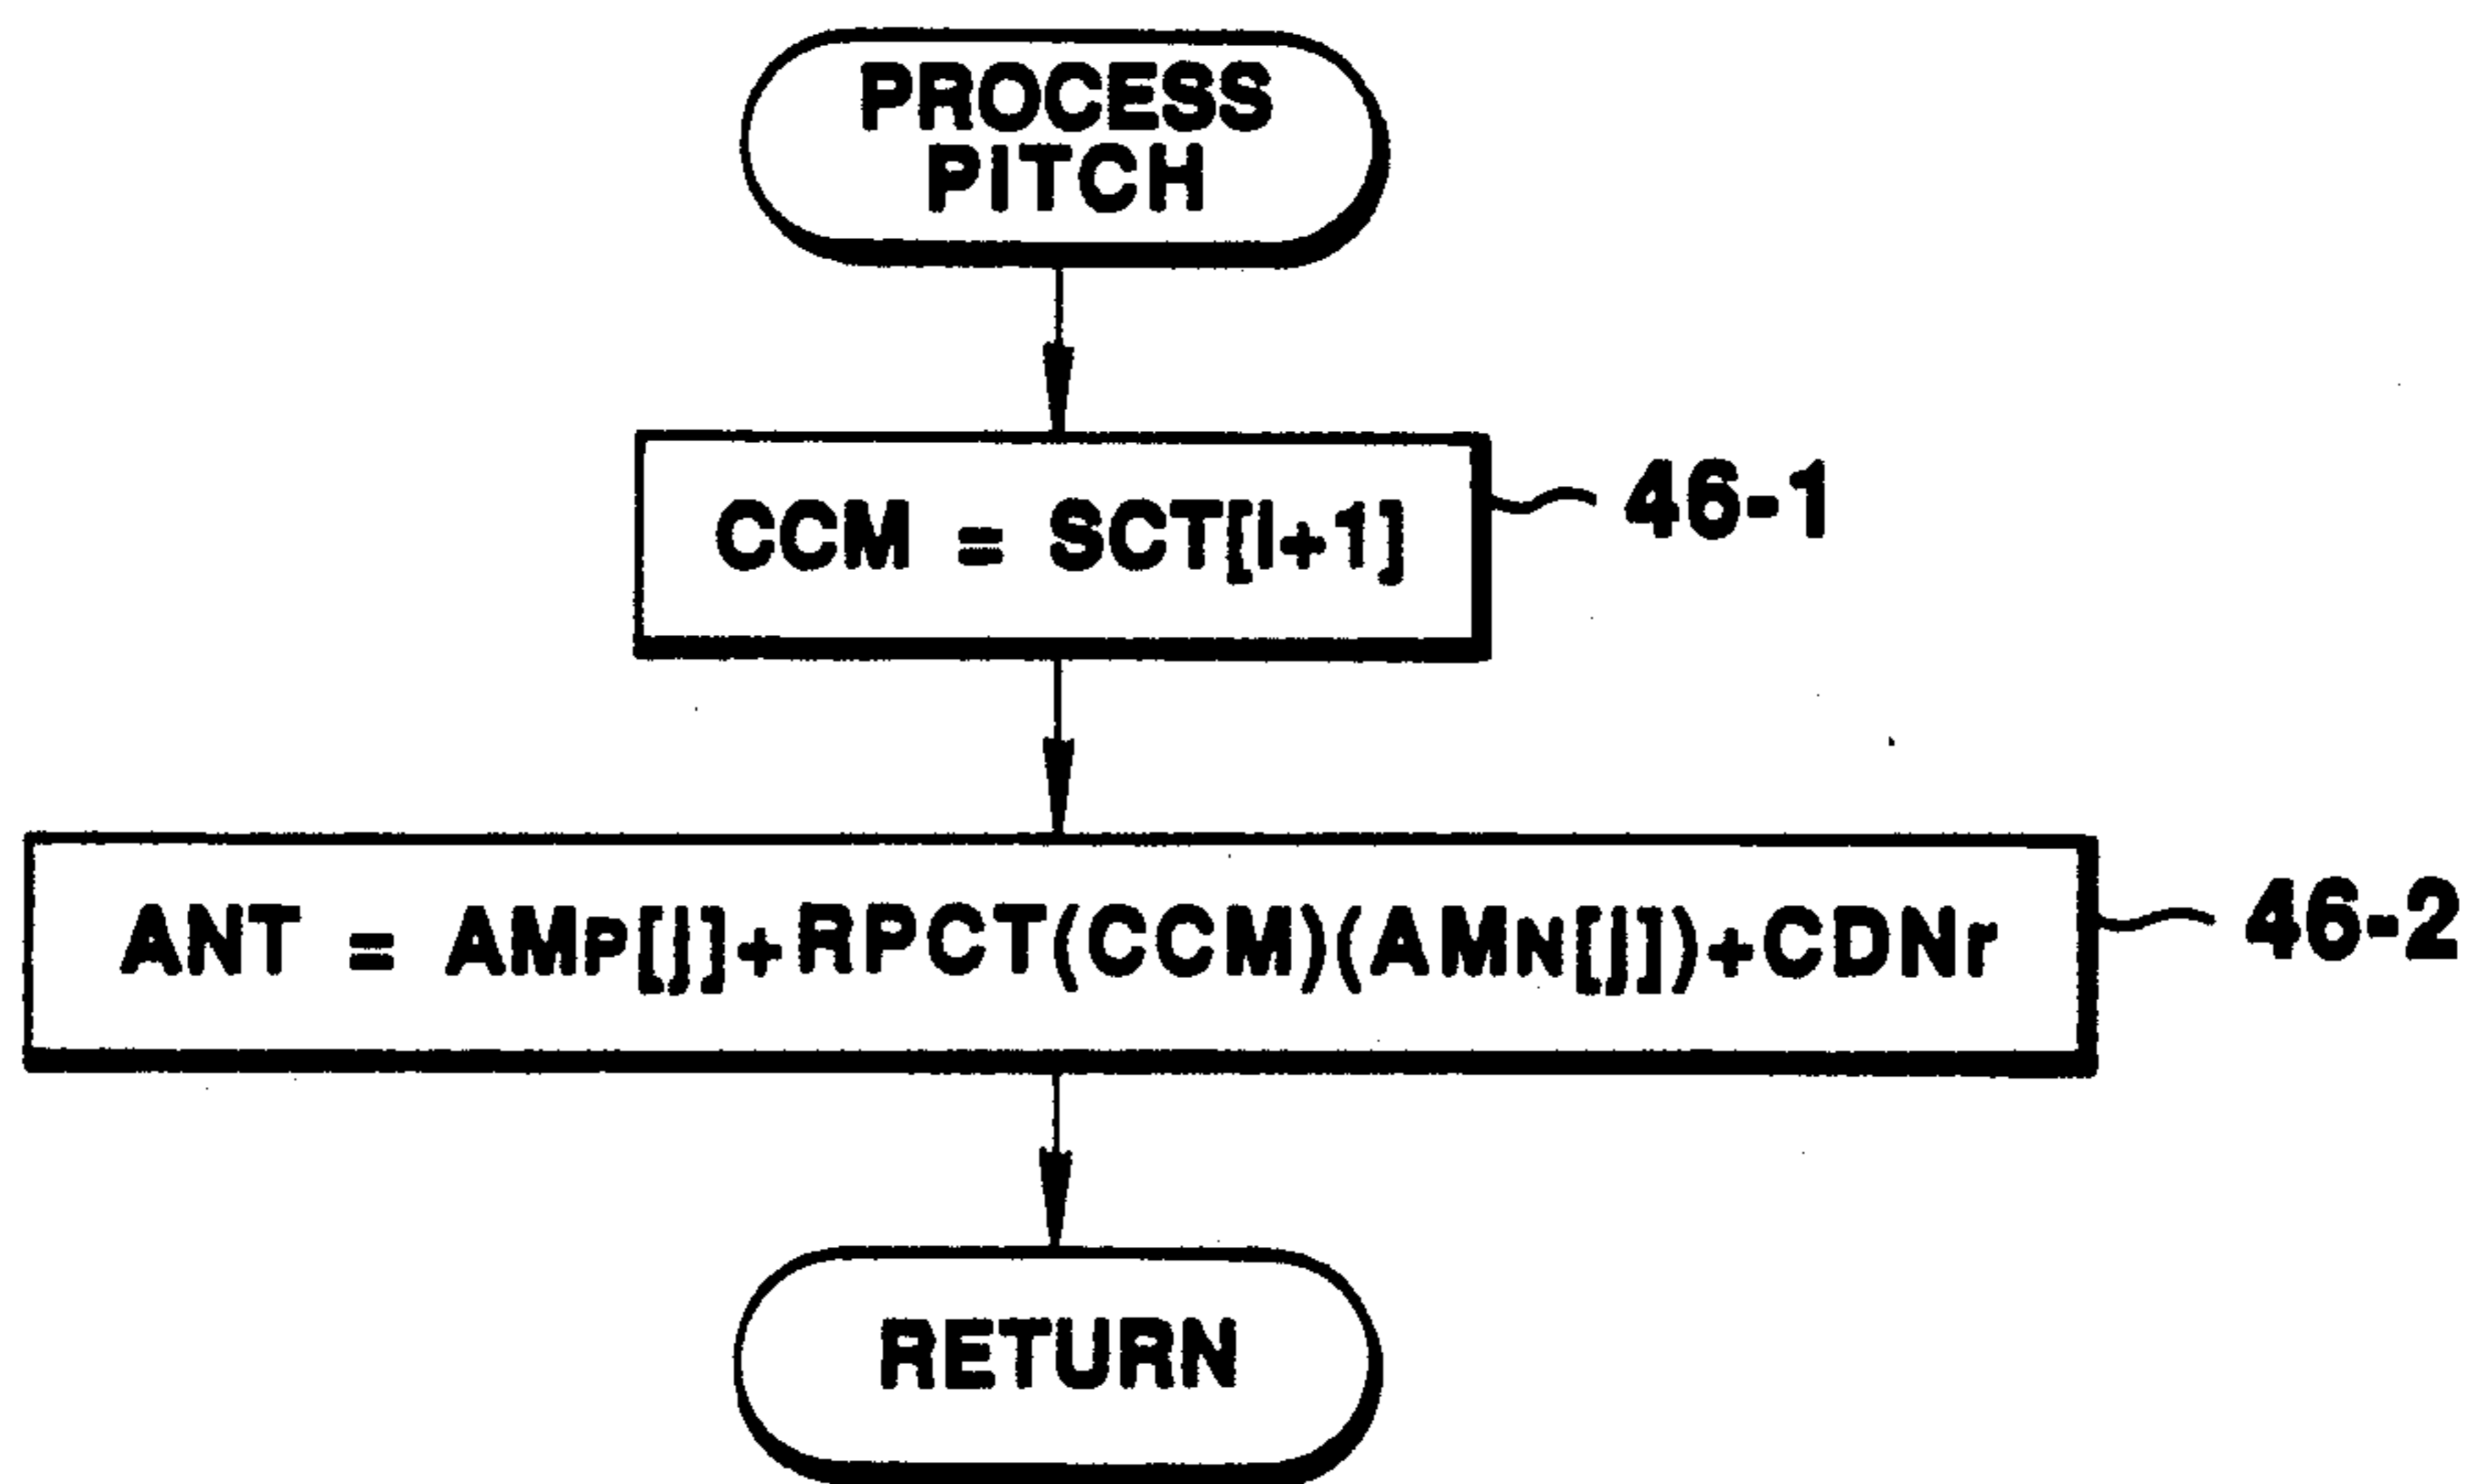 PROCESS
PITCH
CCM = SCT[I+1]
46-1
ANT = AMP[j]+RPCT(CCM)(AMN[j])+CDNr
46-2
RETURN